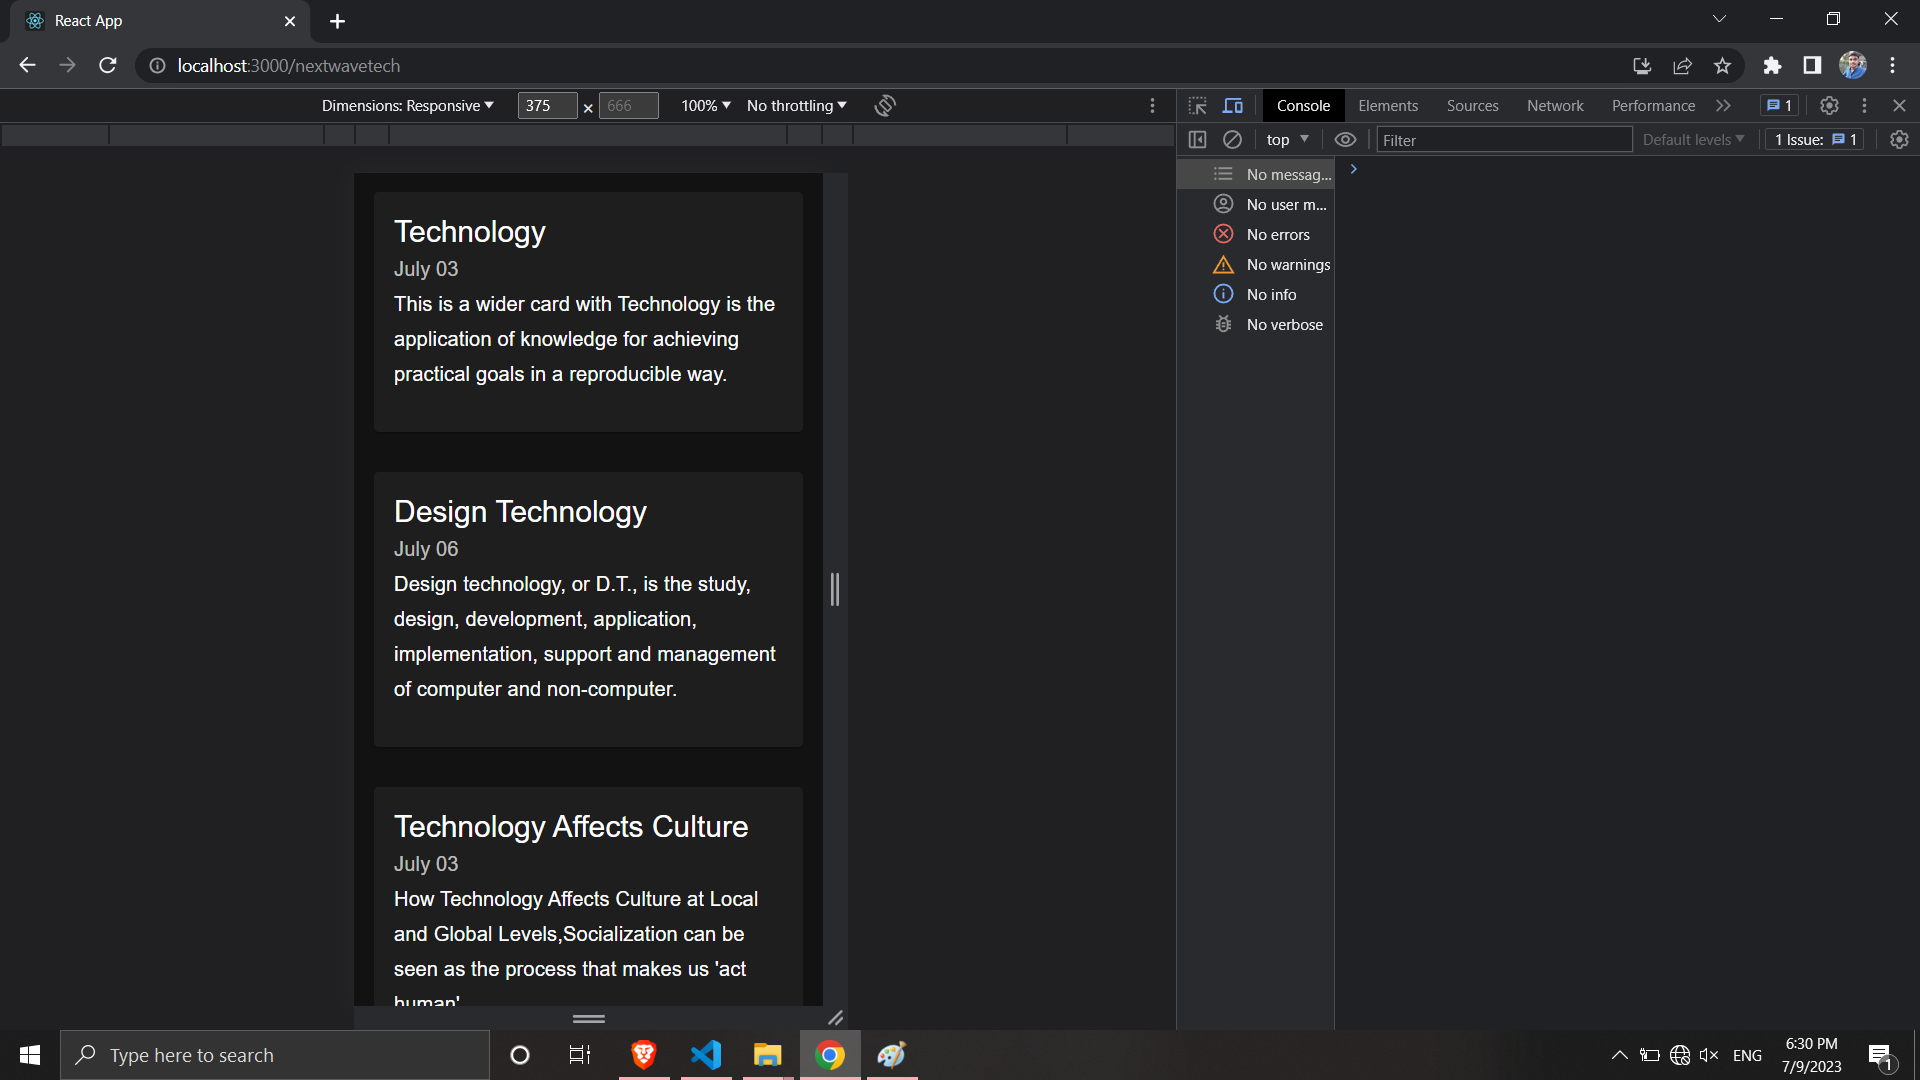 React App
localhost:3000/nextwavetech
Dimensions: Responsive 375 × 666 100% No throttling
Console Elements Sources Network Performance 1
top Filter Default levels 1 Issue: 1
No messag...
No user m...
No errors
No warnings
No info
No verbose
Technology
July 03
This is a wider card with Technology is the
application of knowledge for achieving
practical goals in a reproducible way.
Design Technology
July 06
Design technology, or D.T., is the study,
design, development, application,
implementation, support and management
of computer and non-computer.
Technology Affects Culture
July 03
How Technology Affects Culture at Local
and Global Levels,Socialization can be
seen as the process that makes us 'act
human'
Type here to search
ENG
6:30 PM
7/9/2023
1